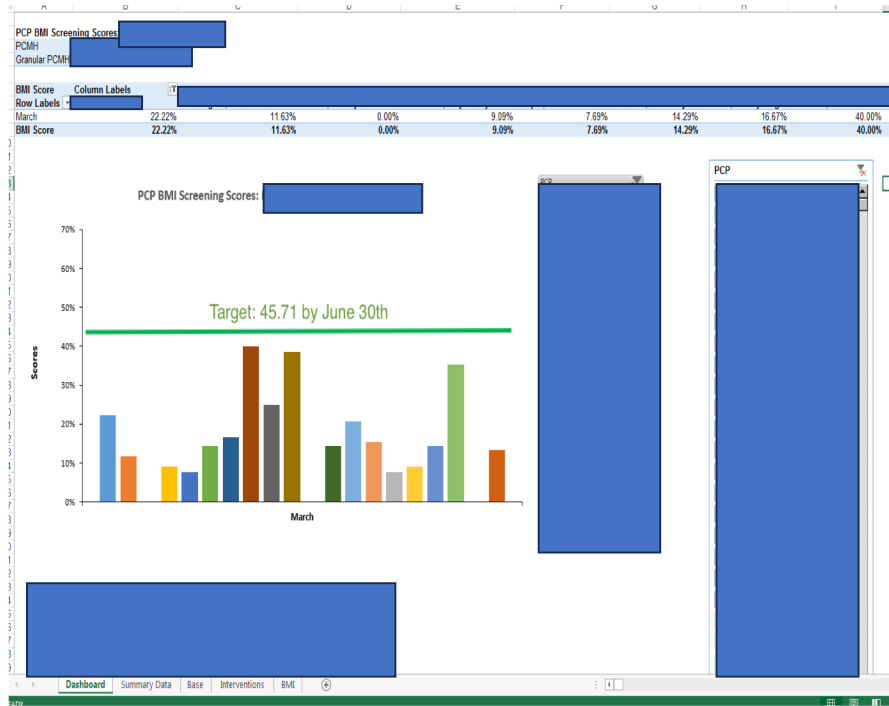 A B C D E F G H I
PCP BMI Screening Scores:
PCMH
Granular PCMH
BMI Score Column Labels
Row Labels
March 22.22% 11.63% 0.00% 9.09% 7.69% 14.29% 16.67% 40.00%
BMI Score 22.22% 11.63% 0.00% 9.09% 7.69% 14.29% 16.67% 40.00%
PCP
PCP
PCP BMI Screening Scores:
70%
60%
50%
Target: 45.71 by June 30th
40%
30%
20%
10%
0%
Scores
March
Dashboard Summary Data Base Interventions BMI